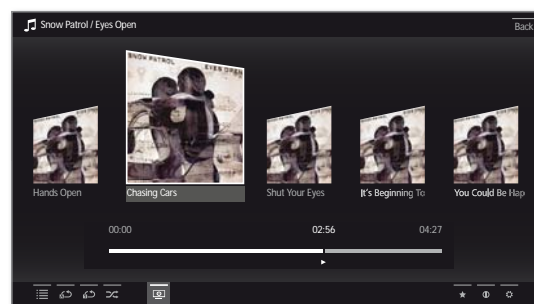 Snow Patrol / Eyes Open
Back
SNOW PATROL EYES OPEN
Hands Open
Chasing Cars
Shut Your Eyes
It's Beginning To
You Could Be Hap
00:00
02:56
04:27